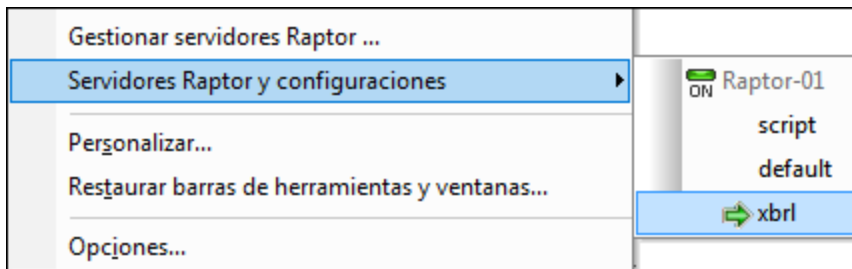 Gestionar servidores Raptor ...
Servidores Raptor y configuraciones
Personalizar...
Restaurar barras de herramientas y ventanas...
Opciones...
ON Raptor-01
script
default
xbrl